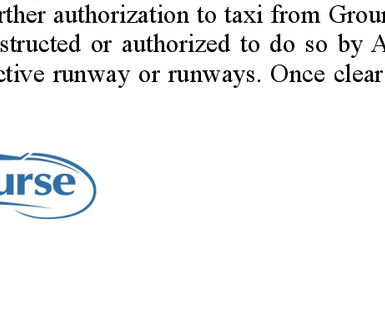 rther authorization to taxi from Grou
structed or authorized to do so by A
ctive runway or runways. Once clear
urse